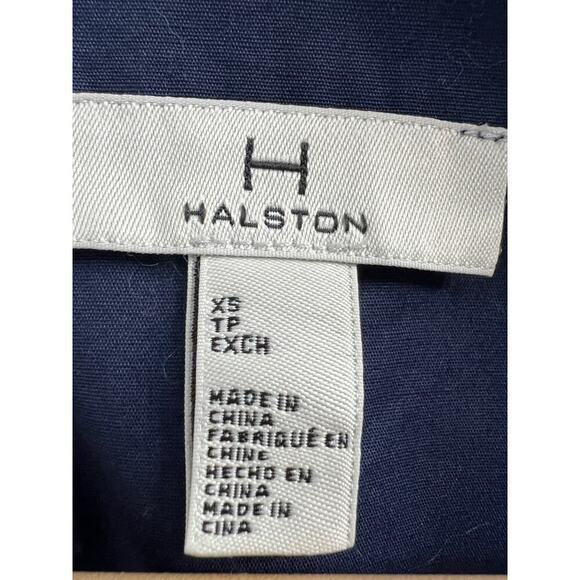 H
HALSTON
XS
TP
EXCH
MADE IN
CHINA
FABRIQUÉ EN
CHINE
HECHO EN
CHINA
MADE IN
CINA